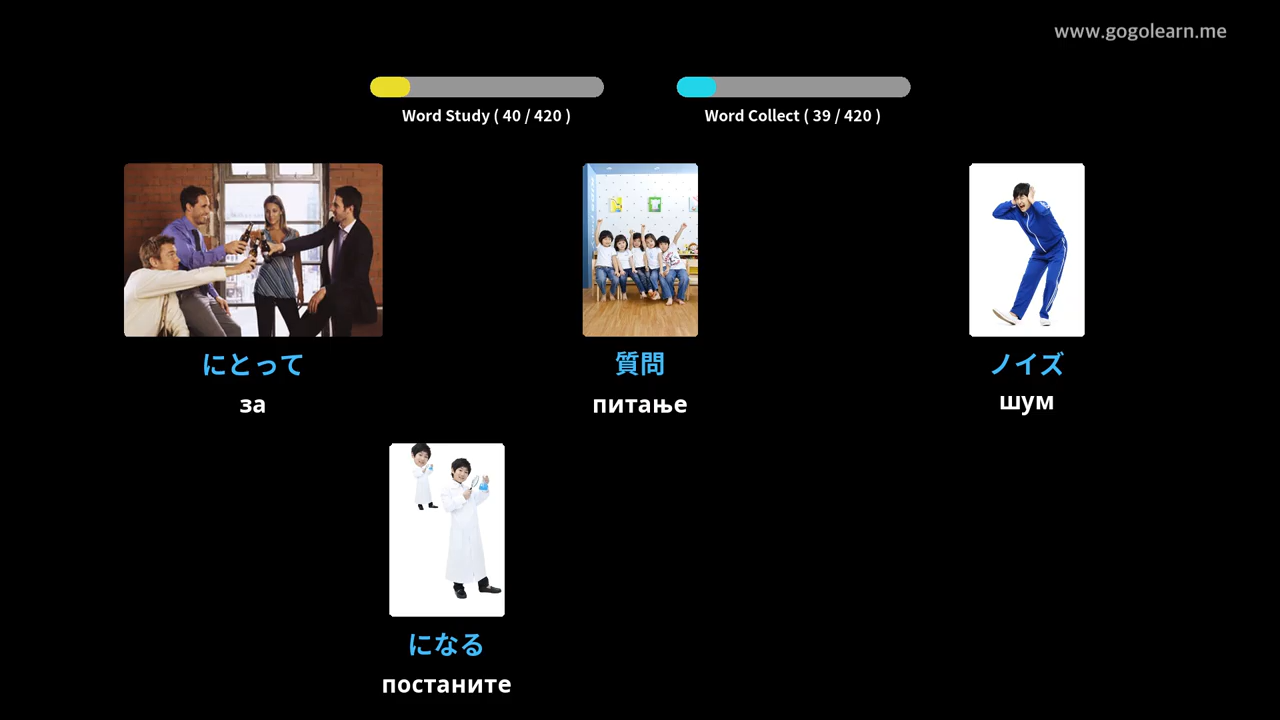 www.gogolearn.me
Word Study ( 40 / 420 )
Word Collect ( 39 / 420 )
にとって
за
質問
питање
ノイズ
шум
になる
постаните